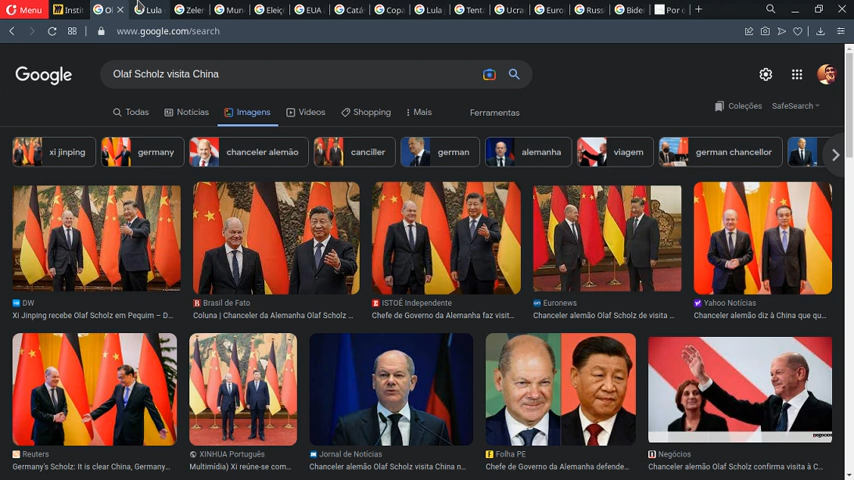 Menu
Instit
Ol
Lula
Zelen
Mun
Eleiç
EUA
Catá
Copa
Lula
Tenta
Ucra
Euro
Russ
Bide
Por c
www.google.com/search
Google
Olaf Scholz visita China
Todas
Notícias
Imagens
Vídeos
Shopping
Mais
Ferramentas
Coleções
SafeSearch
xi jinping
germany
chanceler alemão
canciller
german
alemanha
viagem
german chancellor
DW
Xi Jinping recebe Olaf Scholz em Pequim – D...
Brasil de Fato
Coluna | Chanceler da Alemanha Olaf Scholz ...
ISTOÉ Independente
Chefe de Governo da Alemanha faz visit...
Euronews
Chanceler alemão Olaf Scholz de visita ...
Yahoo Notícias
Chanceler alemão diz à China que qu...
Reuters
Germany's Scholz: It is clear China, Germany...
XINHUA Português
Multimídia) Xi reúne-se com...
Jornal de Notícias
Chanceler alemão Olaf Scholz visita China n...
Folha PE
Chefe de Governo da Alemanha defende...
Negócios
Chanceler alemão Olaf Scholz confirma visita à C...